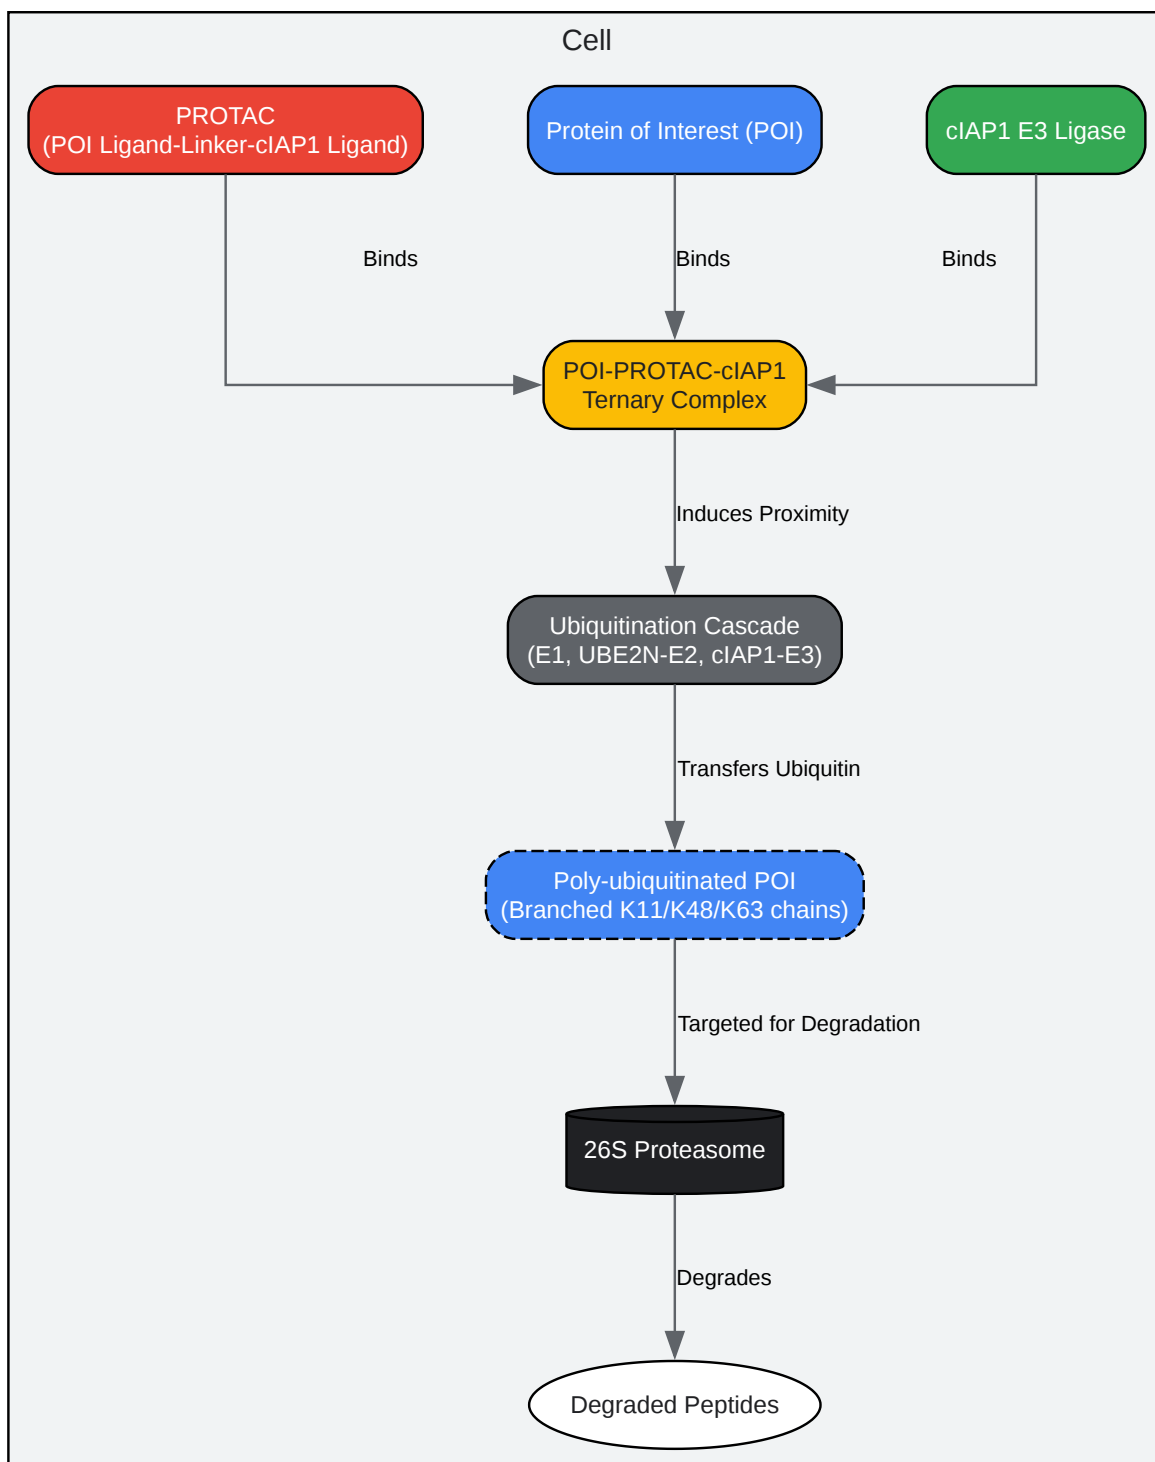 Cell
PROTAC
(POI Ligand-Linker-cIAP1 Ligand)
Protein of Interest (POI)
cIAP1 E3 Ligase
Binds
Binds
Binds
POI-PROTAC-cIAP1
Ternary Complex
Induces Proximity
Ubiquitination Cascade
(E1, UBE2N-E2, cIAP1-E3)
Transfers Ubiquitin
Poly-ubiquitinated POI
(Branched K11/K48/K63 chains)
Targeted for Degradation
26S Proteasome
Degrades
Degraded Peptides